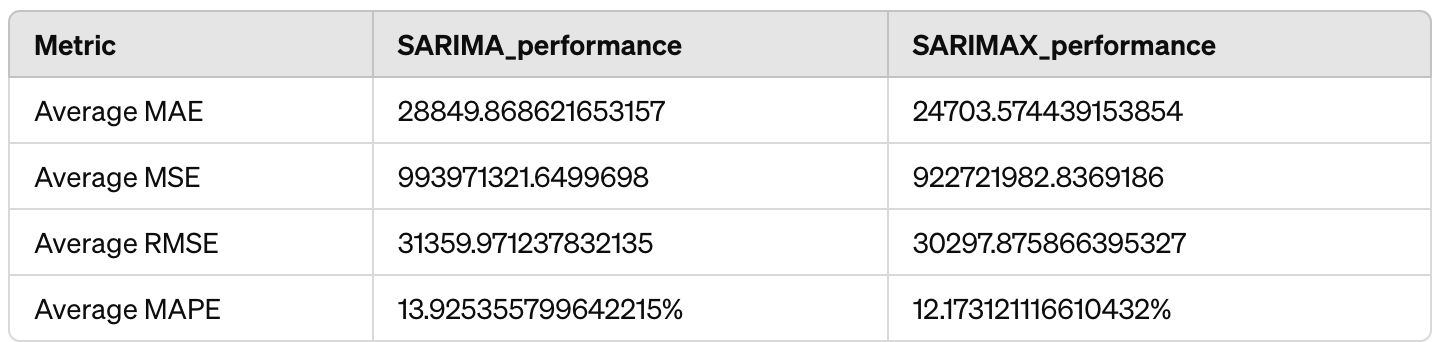 Metric SARIMA_performance SARIMAX_performance
Average MAE 28849.868621653157 24703.574439153854
Average MSE 993971321.6499698 922721982.8369186
Average RMSE 31359.971237832135 30297.875866395327
Average MAPE 13.925355799642215% 12.173121116610432%